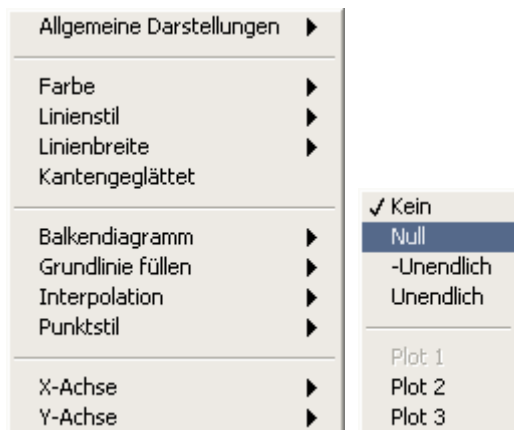 Allgemeine Darstellungen
Farbe
Linienstil
Linienbreite
Kantengeglättet
Balkendiagramm
Grundlinie füllen
Interpolation
Punktstil
X-Achse
Y-Achse
Kein
Null
-Unendlich
Unendlich
Plot 1
Plot 2
Plot 3